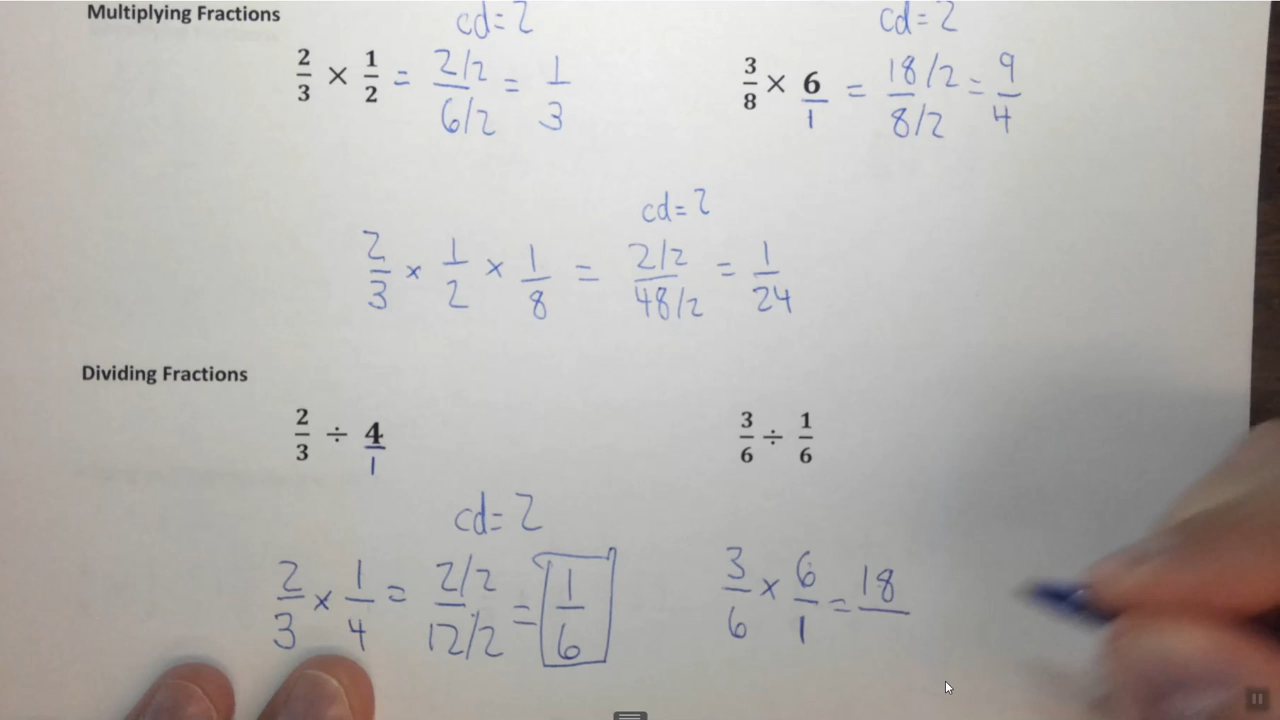 Multiplying Fractions
cd=2
cd=2
2/3 × 1/2 = 2/2 / 6/2 = 1/3
3/8 × 6/1 = 18/2 / 8/2 = 9/4
cd=2
2/3 × 1/2 × 1/8 = 2/2 / 48/2 = 1/24
Dividing Fractions
2/3 ÷ 4/1
3/6 ÷ 1/6
cd=2
2/3 × 1/4 = 2/2 / 12/2 = 1/6
3/6 × 6/1 = 18